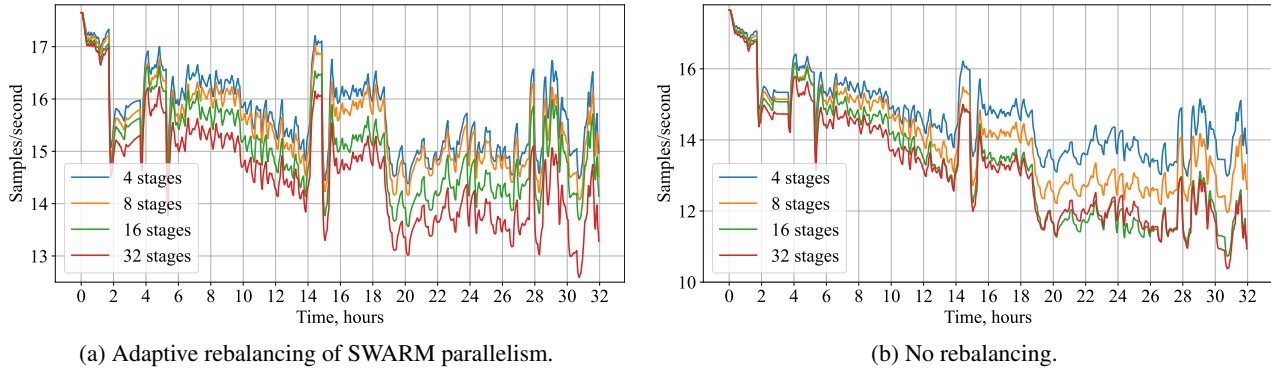 Samples/second
17
16
15
14
13
4 stages
8 stages
16 stages
32 stages
0 2 4 6 8 10 12 14 16 18 20 22 24 26 28 30 32
Time, hours
(a) Adaptive rebalancing of SWARM parallelism.
Samples/second
16
14
12
10
4 stages
8 stages
16 stages
32 stages
0 2 4 6 8 10 12 14 16 18 20 22 24 26 28 30 32
Time, hours
(b) No rebalancing.